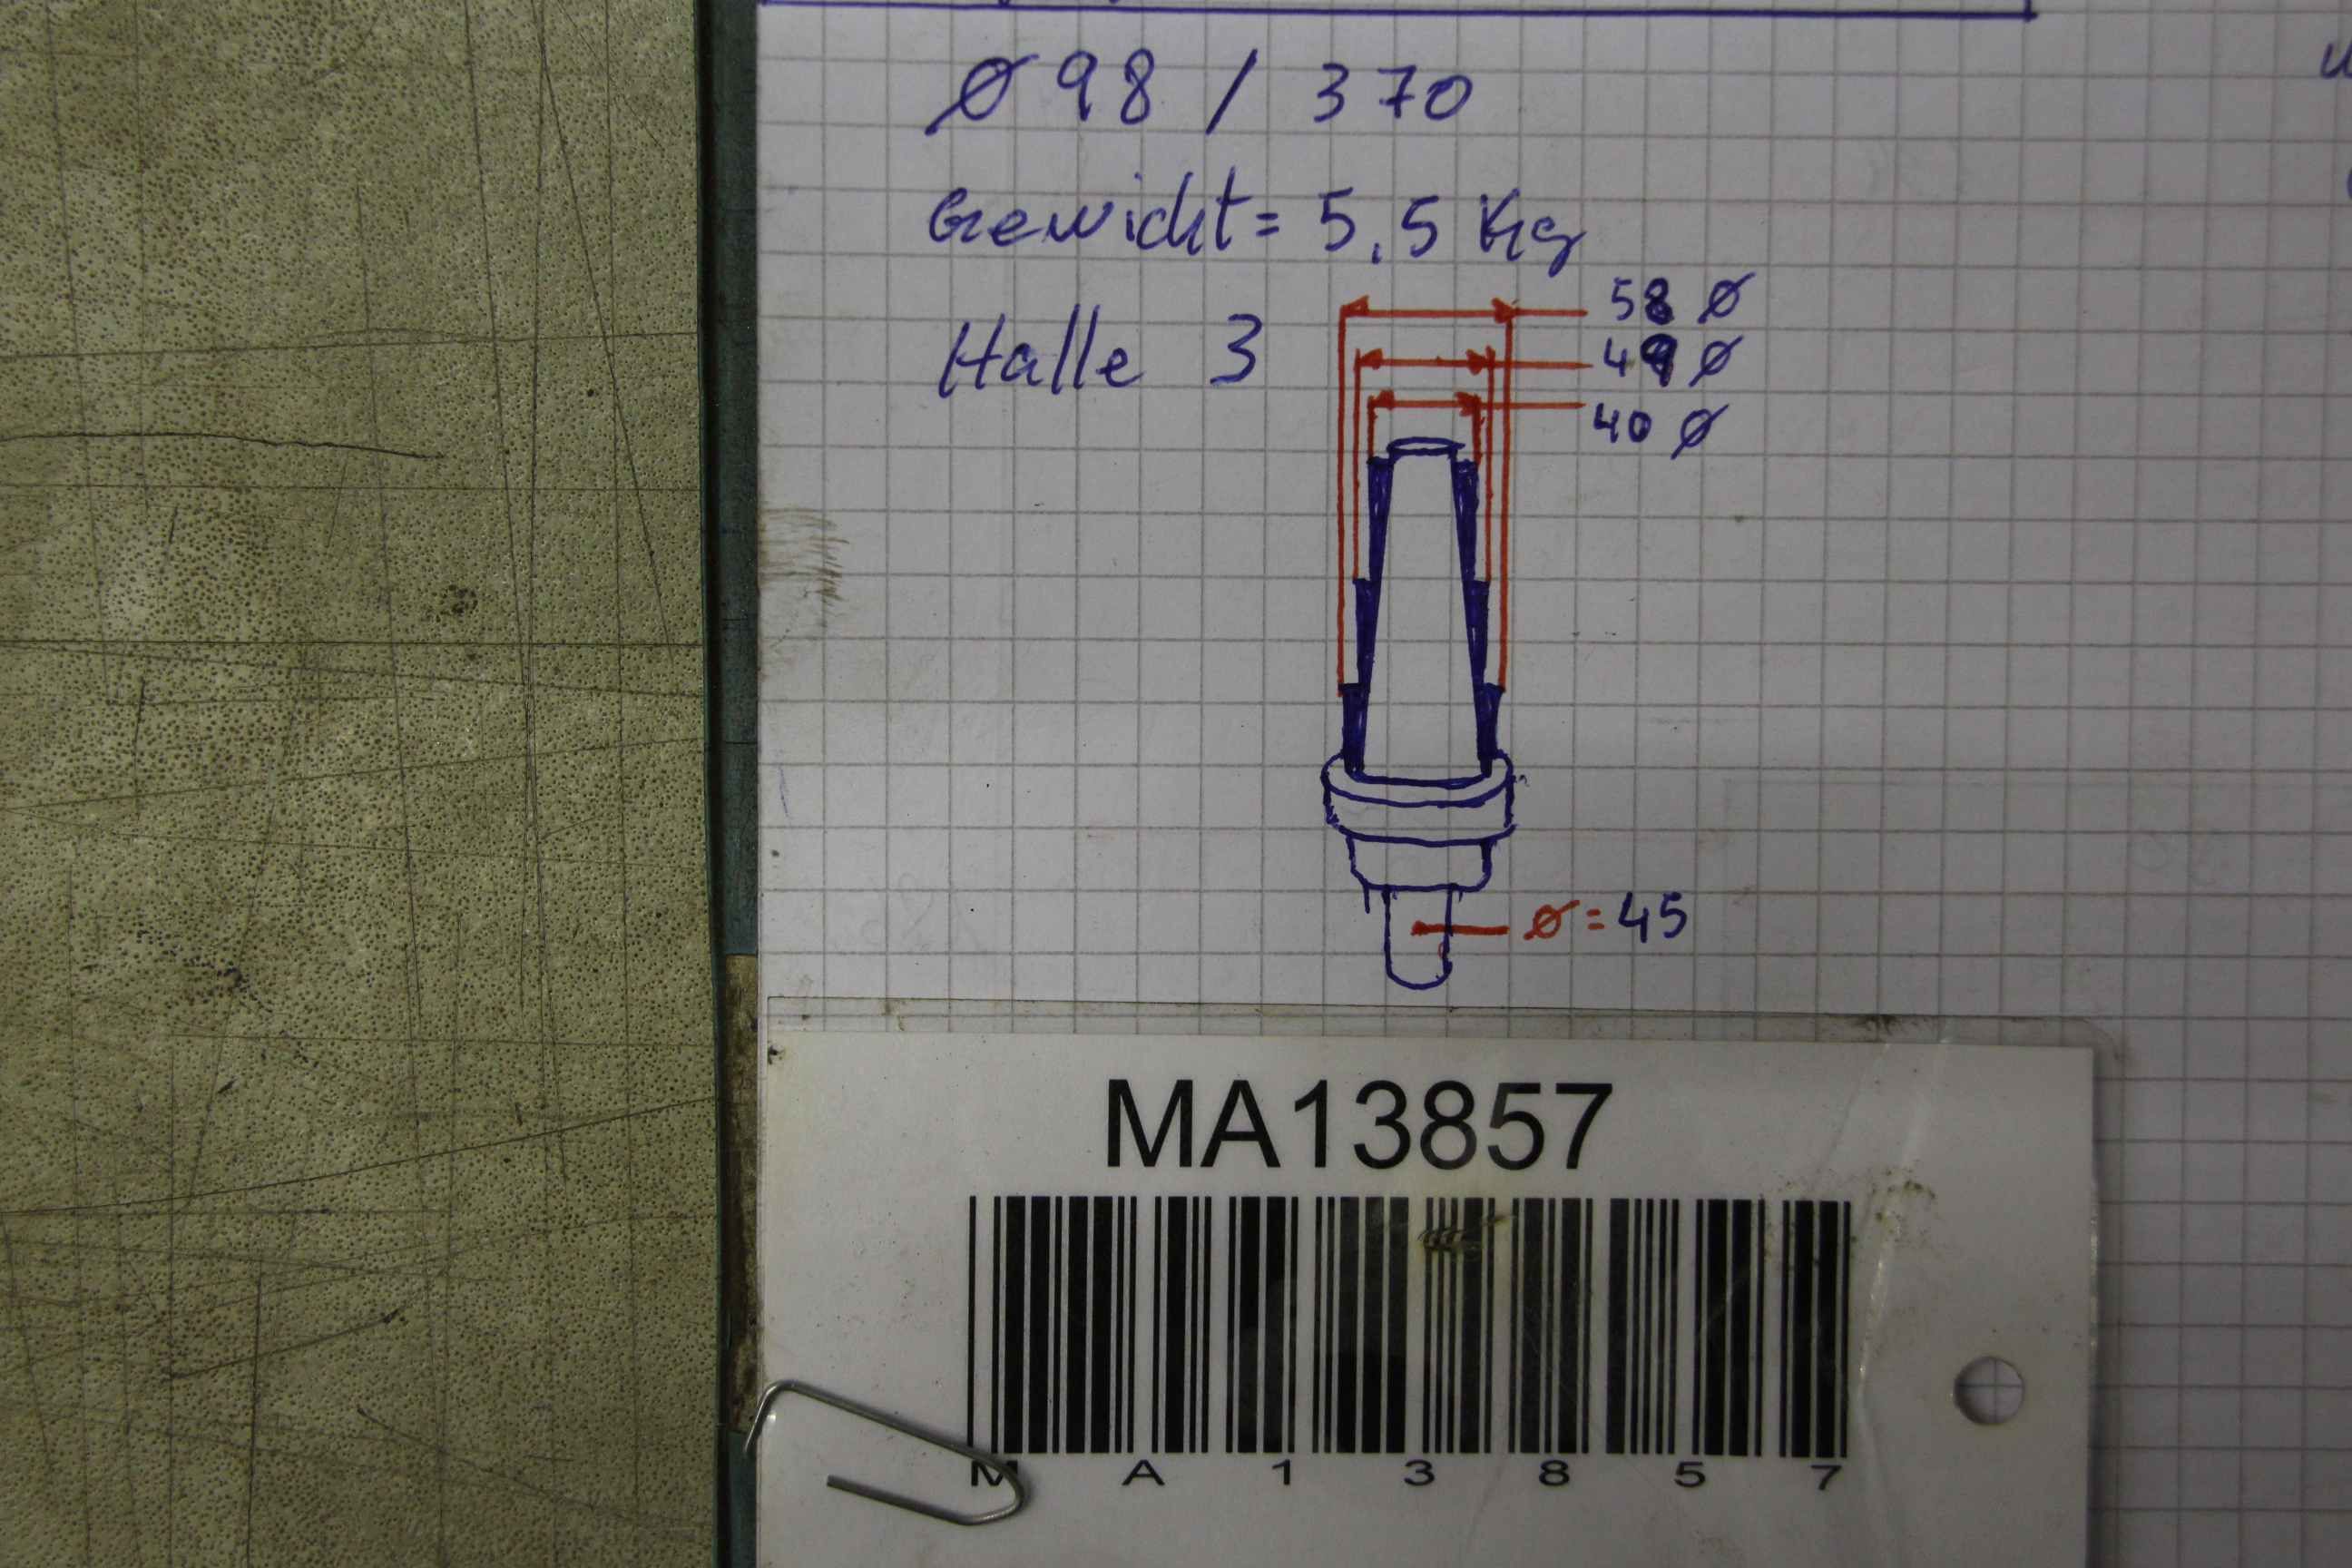 Ø 98 / 370
Gewicht = 5,5 Kg
Halle 3
58 Ø
49 Ø
40 Ø
Ø = 45
MA13857
M A 1 3 8 5 7